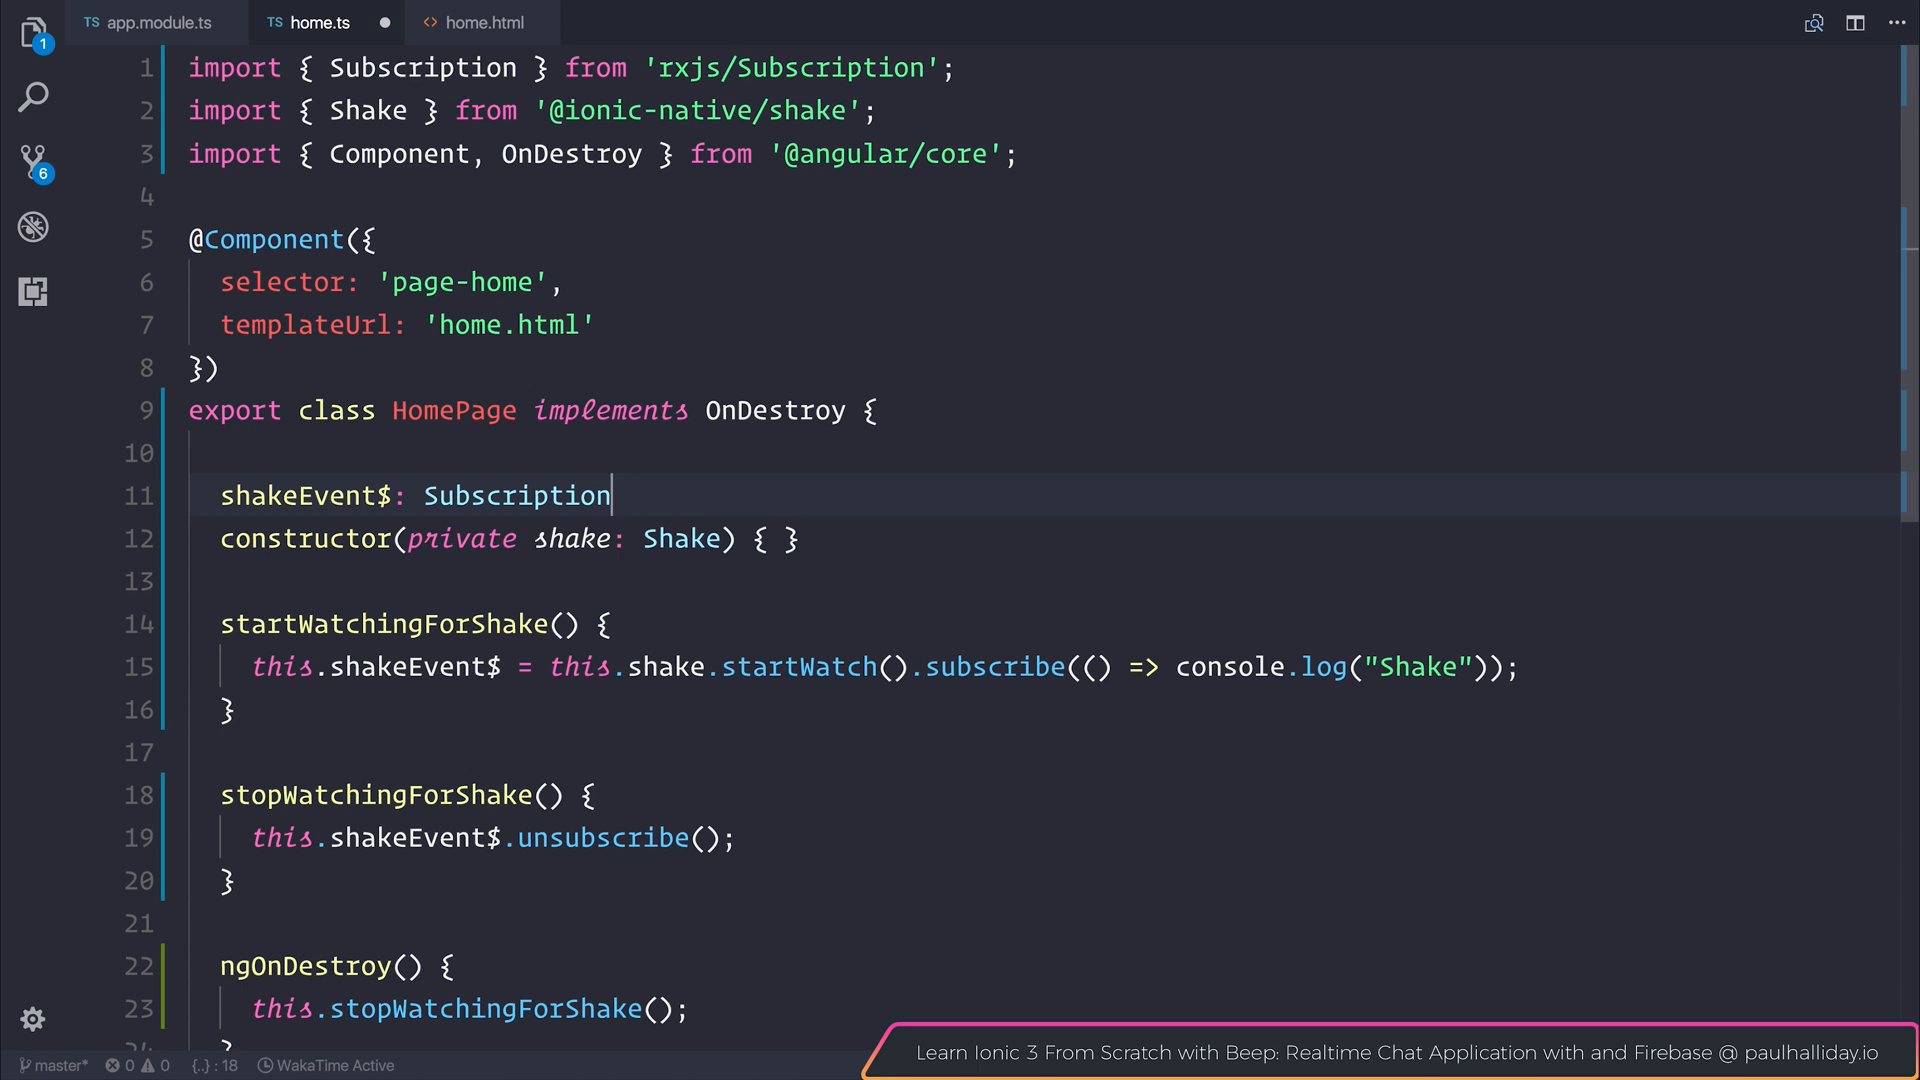 TS app.module.ts TS home.ts <> home.html
1
6
1 import { Subscription } from 'rxjs/Subscription';
2 import { Shake } from '@ionic-native/shake';
3 import { Component, OnDestroy } from '@angular/core';
4
5 @Component({
6 selector: 'page-home',
7 templateUrl: 'home.html'
8 })
9 export class HomePage implements OnDestroy {
10
11 shakeEvent$: Subscription
12 constructor(private shake: Shake) { }
13
14 startWatchingForShake() {
15 this.shakeEvent$ = this.shake.startWatch().subscribe(() => console.log("Shake"));
16 }
17
18 stopWatchingForShake() {
19 this.shakeEvent$.unsubscribe();
20 }
21
22 ngOnDestroy() {
23 this.stopWatchingForShake();
24 }
master* 0 0 {..} : 18 WakaTime Active
Learn Ionic 3 From Scratch with Beep: Realtime Chat Application with and Firebase @ paulhalliday.io